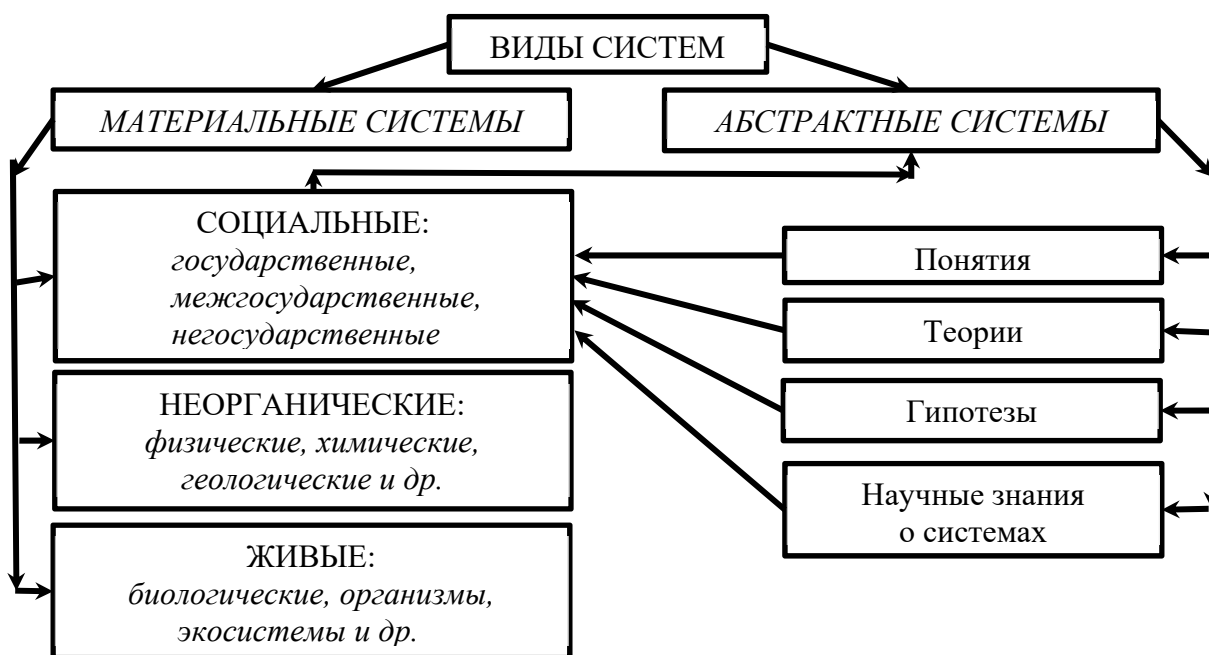 ВИДЫ СИСТЕМ
МАТЕРИАЛЬНЫЕ СИСТЕМЫ
АБСТРАКТНЫЕ СИСТЕМЫ
СОЦИАЛЬНЫЕ:
государственные,
межгосударственные,
негосударственные
НЕОРГАНИЧЕСКИЕ:
физические, химические,
геологические и др.
ЖИВЫЕ:
биологические, организмы,
экосистемы и др.
Понятия
Теории
Гипотезы
Научные знания
о системах